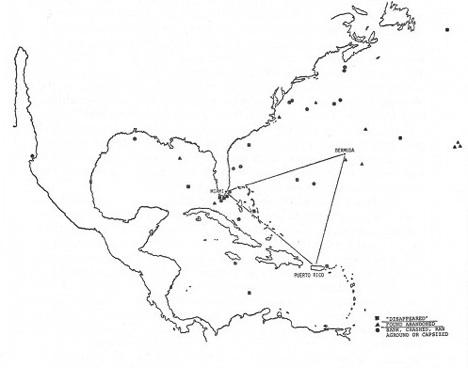 BERMUDA
MIAMI
PUERTO RICO
"DISAPPEARED"
FOUND ABANDONED
SANK, CRASHED, RAN
AGROUND OR CAPSIZED